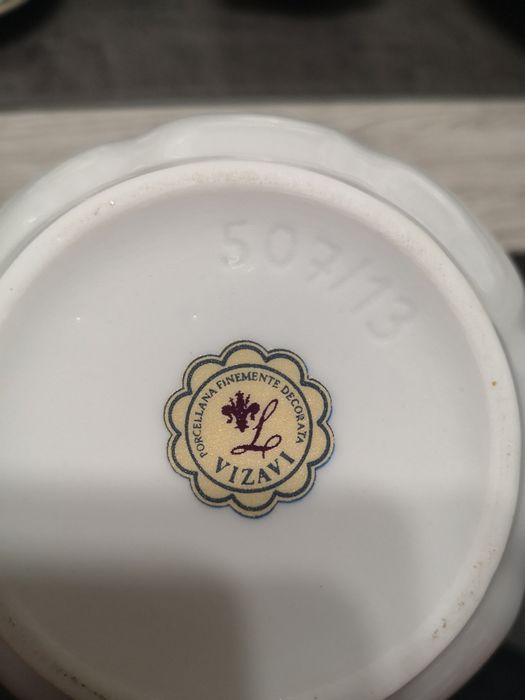 507/13
PORCELLANA FINEMENTE DECORATA
L
VIZAVI